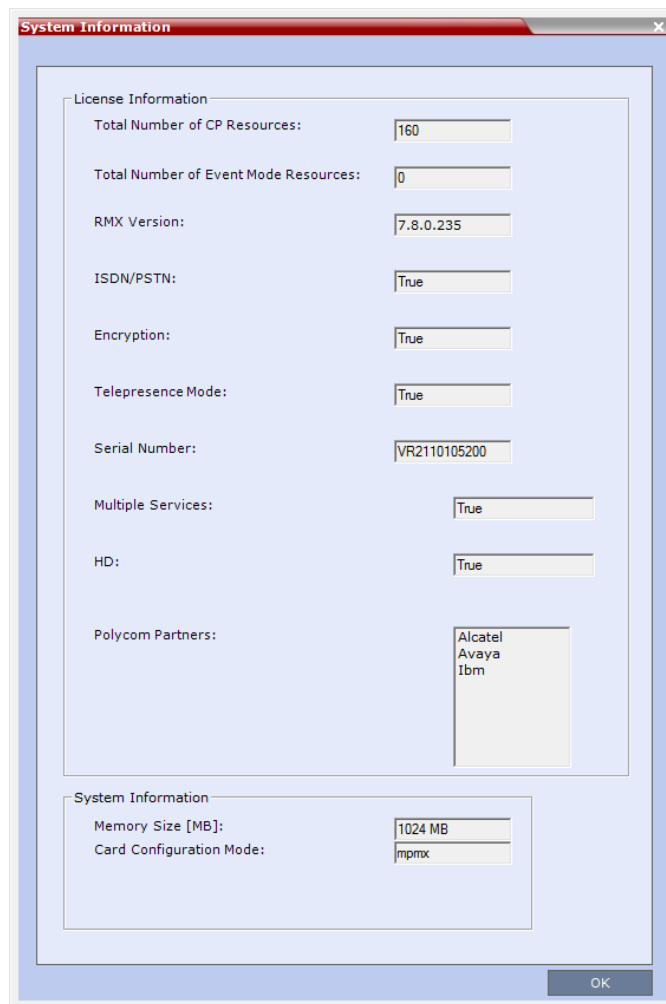 System Information
License Information
Total Number of CP Resources: 160
Total Number of Event Mode Resources: 0
RMX Version: 7.8.0.235
ISDN/PSTN: True
Encryption: True
Telepresence Mode: True
Serial Number: VR2110105200
Multiple Services: True
HD: True
Polycom Partners: Alcatel
Avaya
Ibm
System Information
Memory Size [MB]: 1024 MB
Card Configuration Mode: mpmx
OK